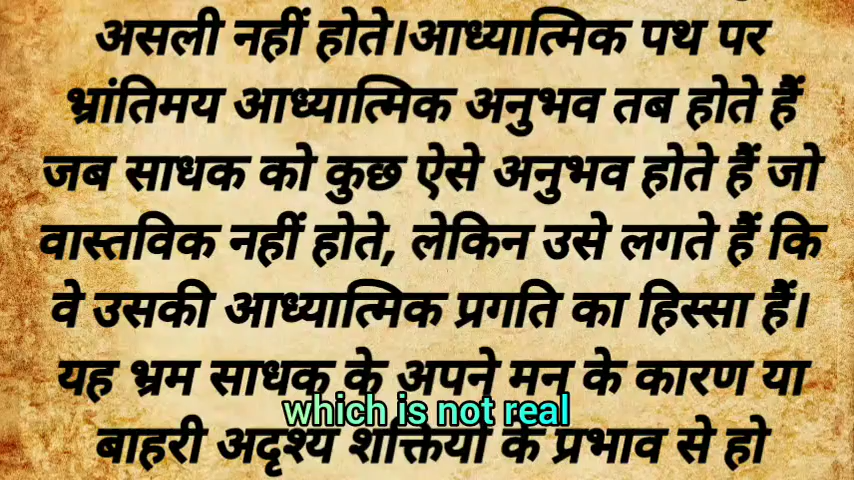 असली नहीं होते।आध्यात्मिक पथ पर
भ्रांतिमय आध्यात्मिक अनुभव तब होते हैं
जब साधक को कुछ ऐसे अनुभव होते हैं जो
वास्तविक नहीं होते, लेकिन उसे लगते हैं कि
वे उसकी आध्यात्मिक प्रगति का हिस्सा हैं।
यह भ्रम साधक के अपने मन के कारण या
which is not real
बाहरी अदृश्य शक्तियों के प्रभाव से हो